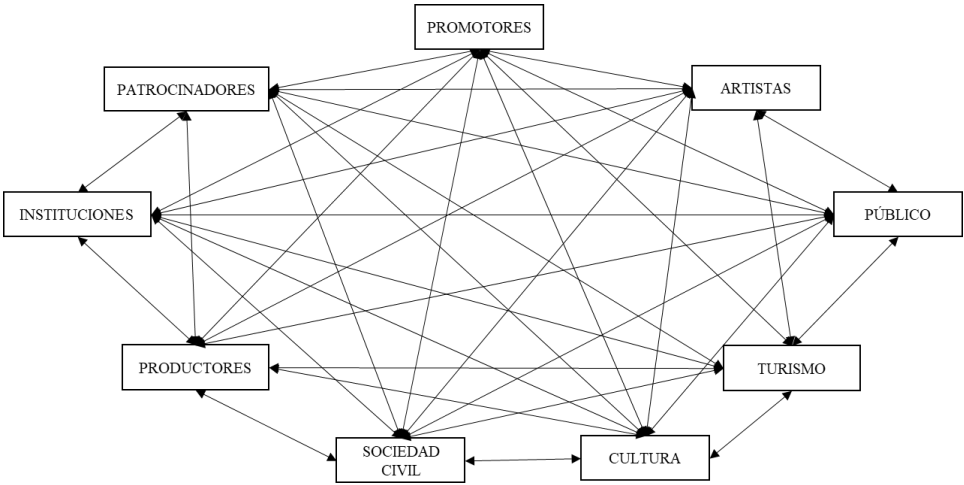 PROMOTORES
PATROCINADORES
ARTISTAS
INSTITUCIONES
PÚBLICO
PRODUCTORES
TURISMO
SOCIEDAD
CIVIL
CULTURA